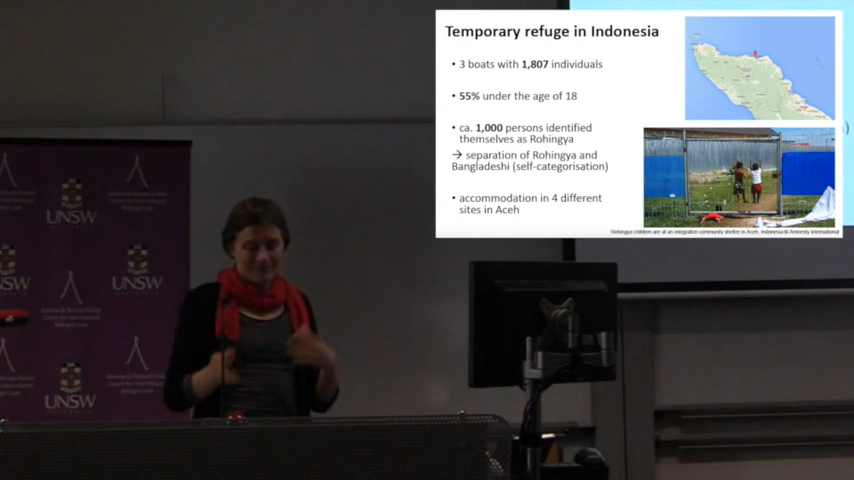 Temporary refuge in Indonesia
• 3 boats with 1,807 individuals
• 55% under the age of 18
• ca. 1,000 persons identified
themselves as Rohingya
→ separation of Rohingya and
Bangladeshi (self-categorisation)
• accommodation in 4 different
sites in Aceh
Rohingya children are at an integrated community shelter in Aceh, Indonesia © Amnesty International
UNSW
UNSW
UNSW
UNSW